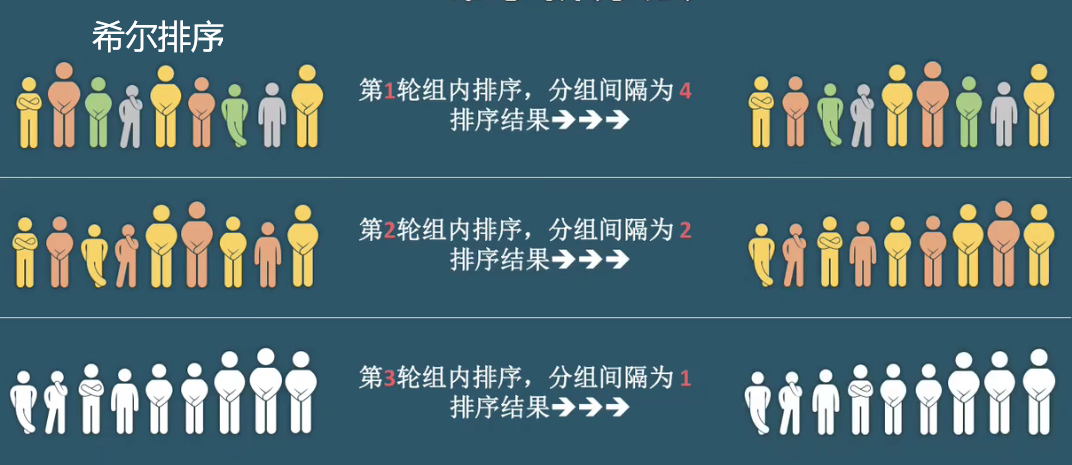 希尔排序
第1轮组内排序，分组间隔为 4
排序结果→→→
第2轮组内排序，分组间隔为 2
排序结果→→→
第3轮组内排序，分组间隔为 1
排序结果→→→